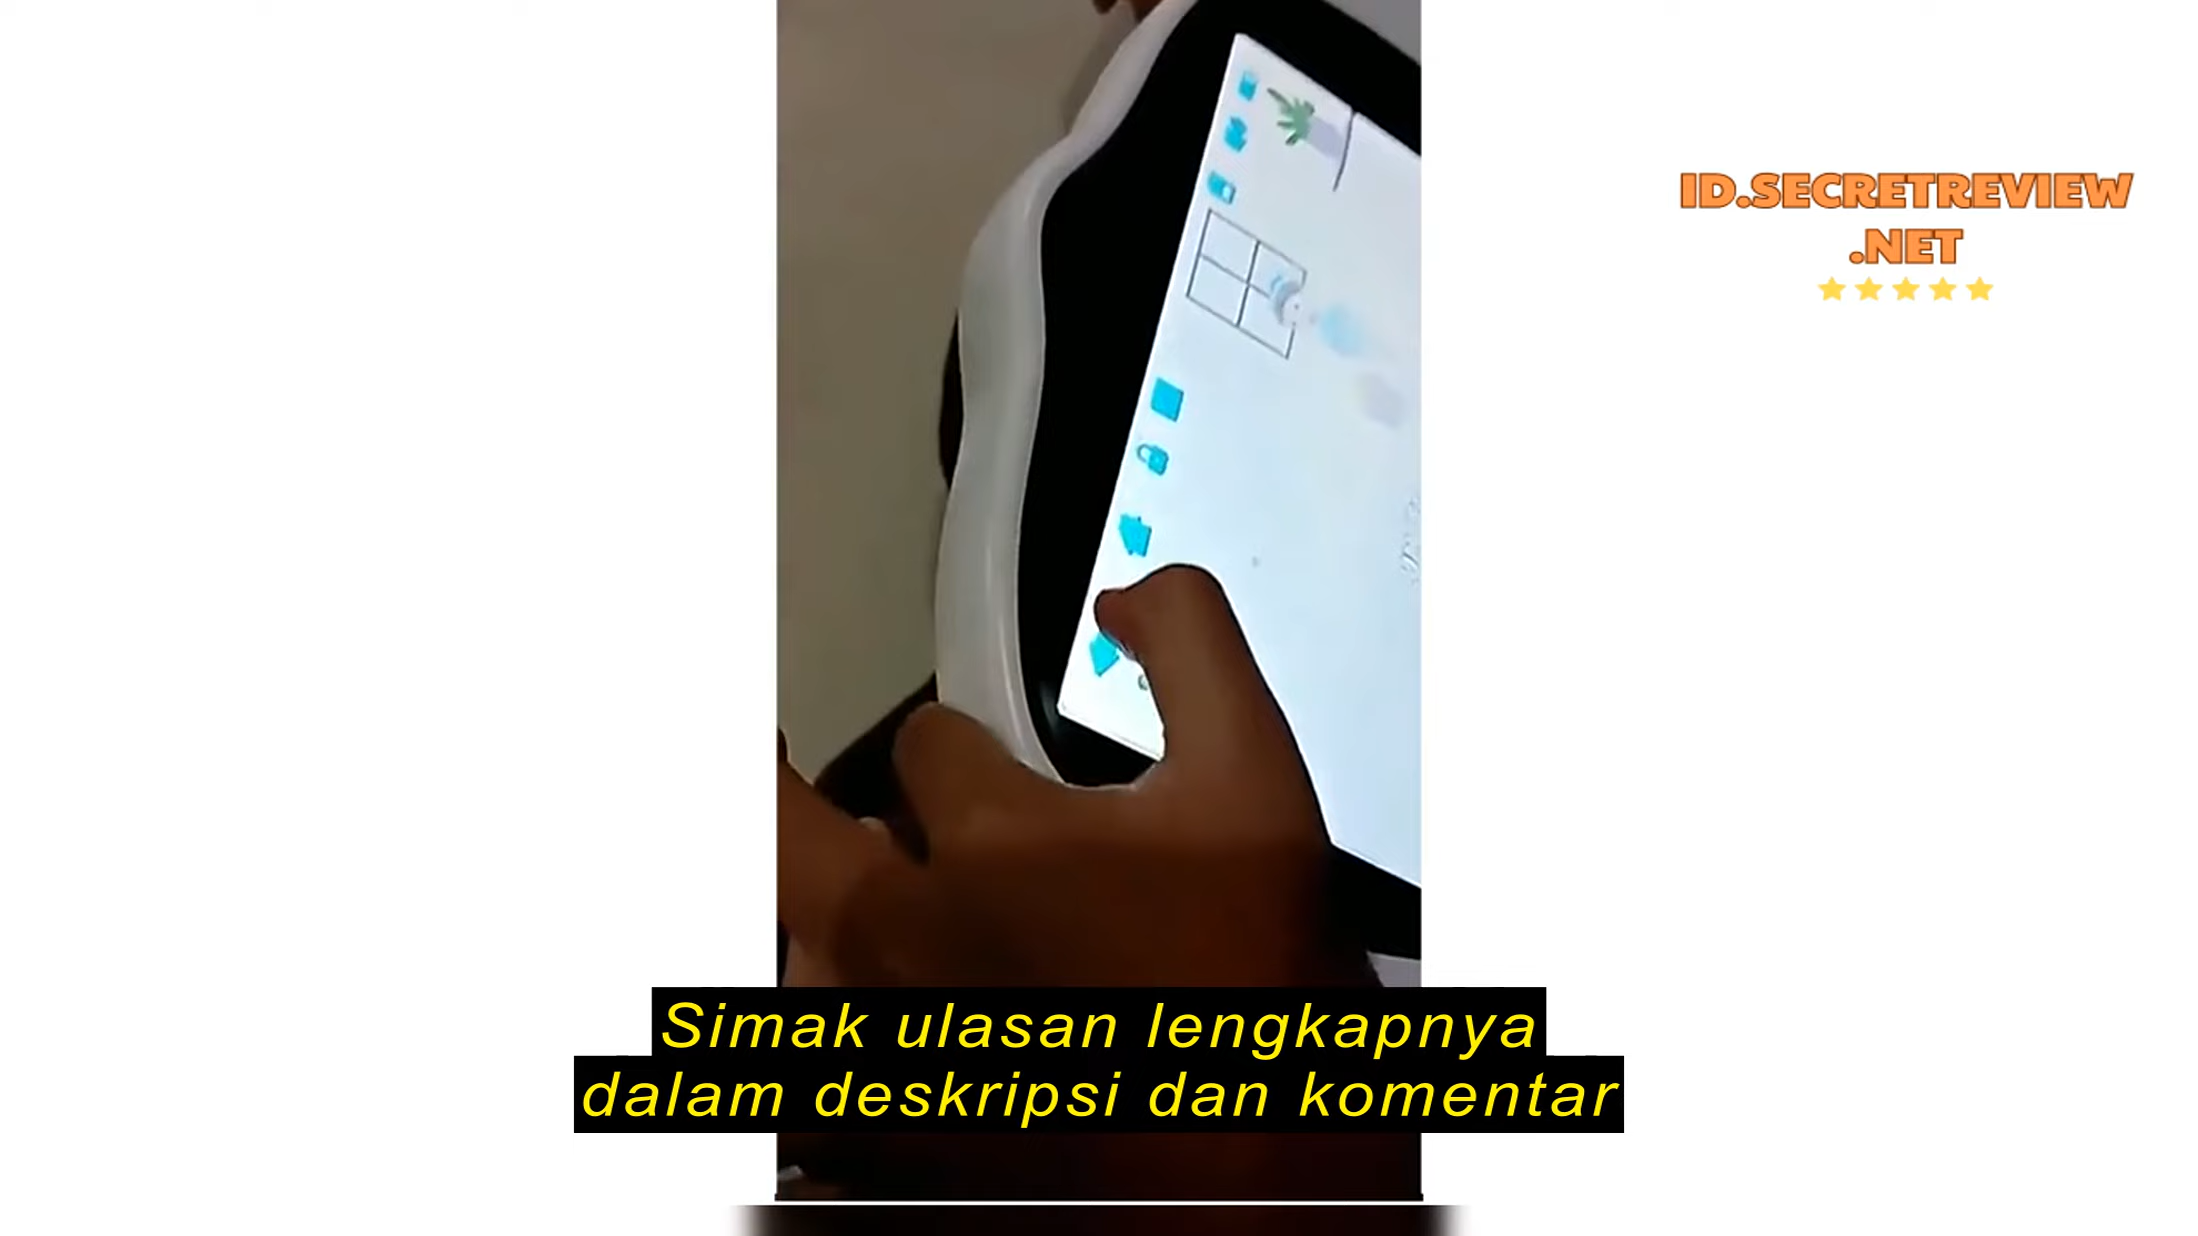 ID.SECRETREVIEW
.NET
Simak ulasan lengkapnya
dalam deskripsi dan komentar